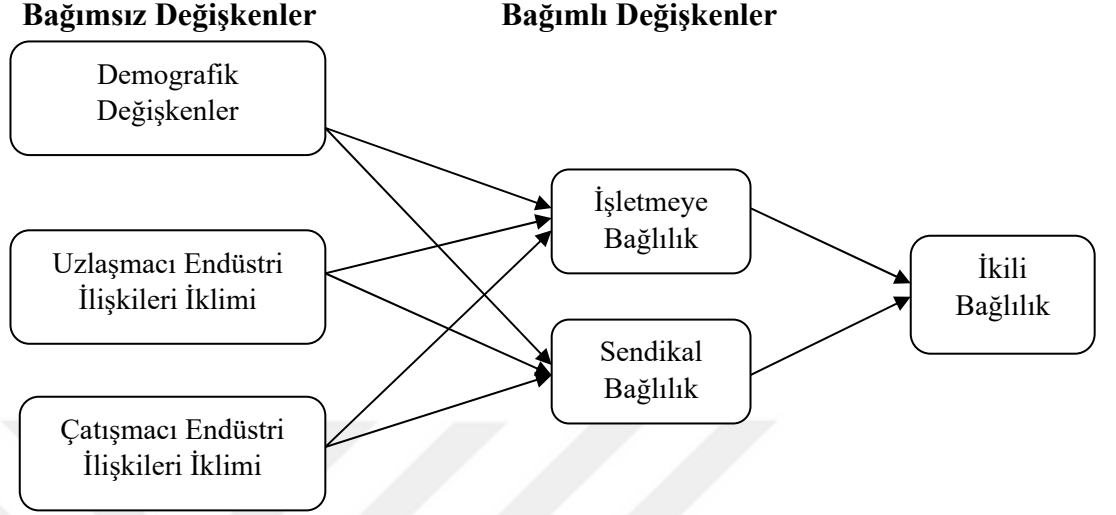 Bağımsız Değişkenler
Bağımlı Değişkenler
Demografik
Değişkenler
Uzlaşmacı Endüstri
İlişkileri İklimi
Çatışmacı Endüstri
İlişkileri İklimi
İşletmeye
Bağlılık
Sendikal
Bağlılık
İkili
Bağlılık